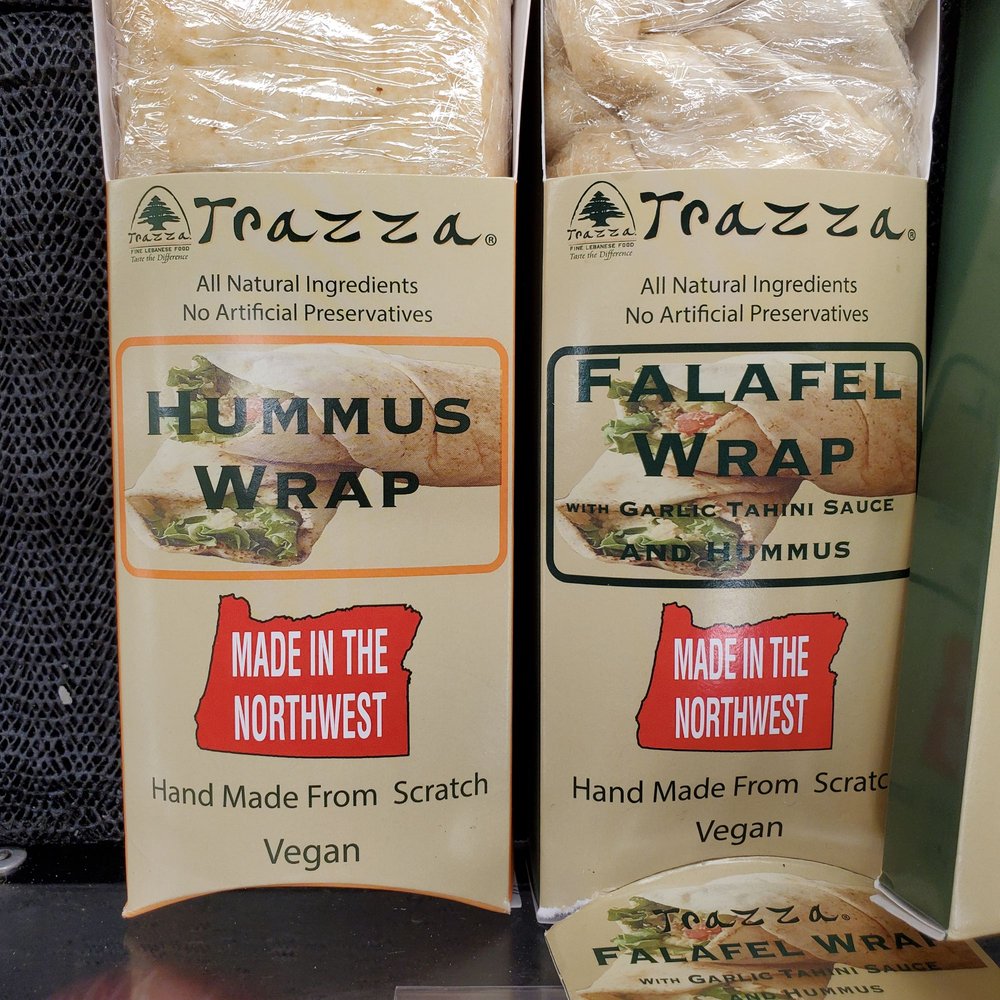 Trazza
FINE LEBANESE FOOD
Taste the Difference
Trazza®
All Natural Ingredients
No Artificial Preservatives
HUMMUS
WRAP
MADE IN THE
NORTHWEST
Hand Made From Scratch
Vegan
Trazza
FINE LEBANESE FOOD
Taste the Difference
Trazza®
All Natural Ingredients
No Artificial Preservatives
FALAFEL
WRAP
WITH GARLIC TAHINI SAUCE
AND HUMMUS
MADE IN THE
NORTHWEST
Hand Made From Scratc
Vegan
Trazza®
FALAFEL WRAP
WITH GARLIC TAHINI SAUCE
AND HUMMUS